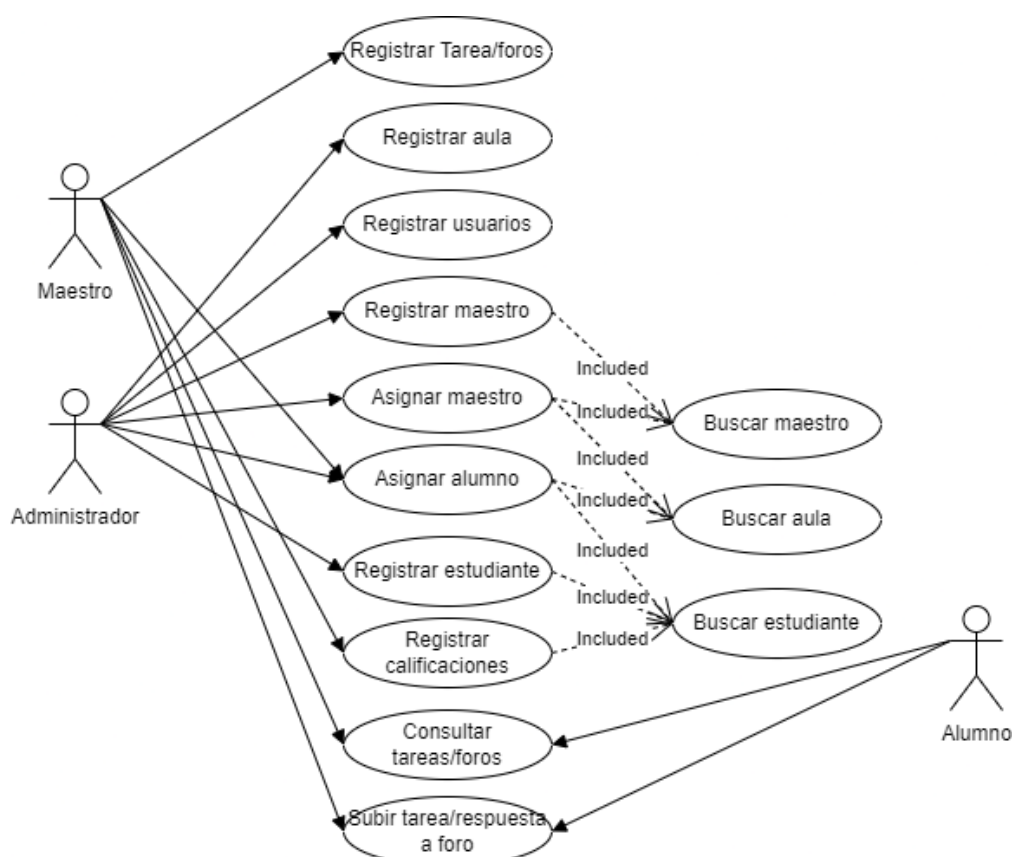 Registrar Tarea/foros
Registrar aula
Registrar usuarios
Maestro
Registrar maestro
Included
Asignar maestro
Included
Buscar maestro
Included
Asignar alumno
Included
Administrador
Buscar aula
Included
Registrar estudiante
Included
Buscar estudiante
Registrar
calificaciones
Included
Consultar
tareas/foros
Alumno
Subir tarea/respuesta
a foro